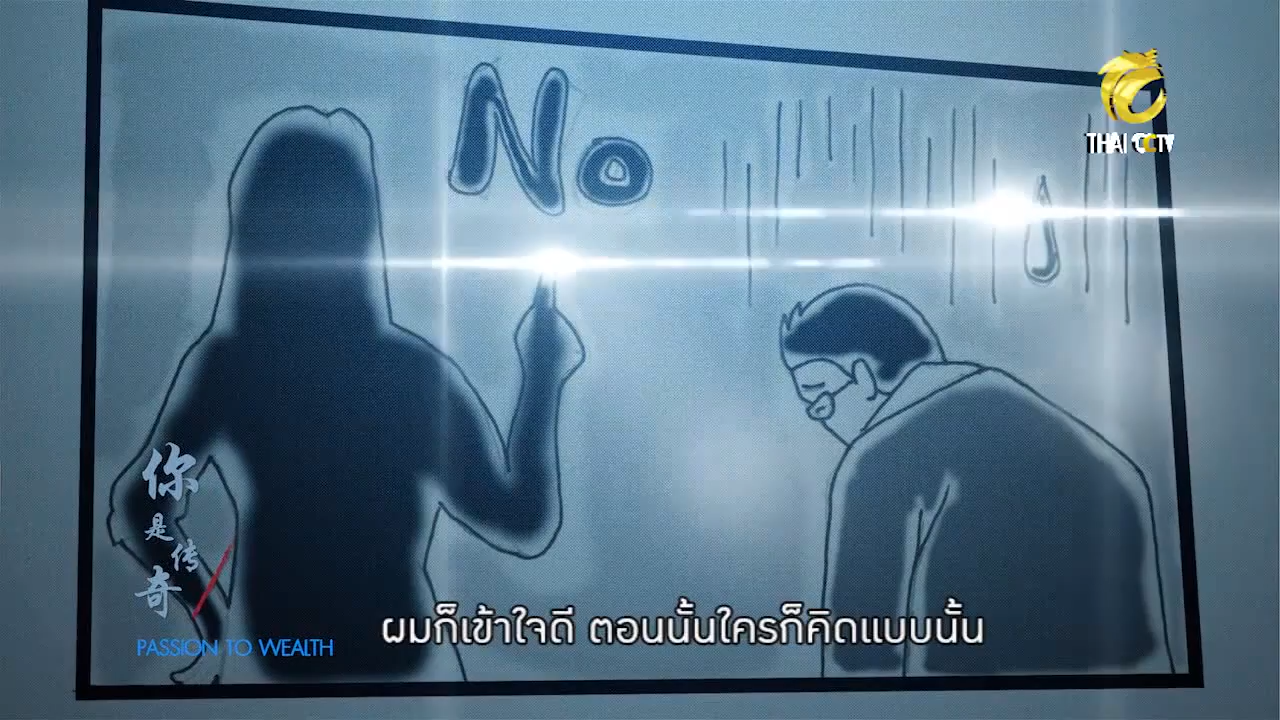 No
THAI CCTV
你
是
传
奇
PASSION TO WEALTH
ผมก็เข้าใจดี ตอนนั้นใครก็คิดแบบนั้น